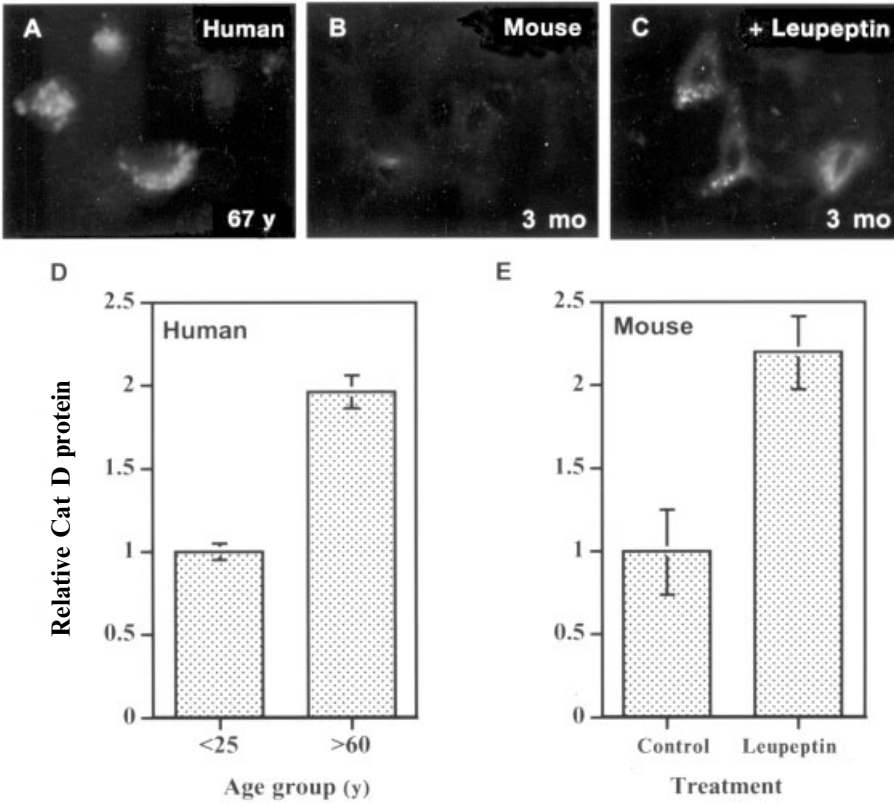 A Human
67 y
B Mouse
3 mo
C + Leupeptin
3 mo
D
Human
Relative Cat D protein
2.5
2
1.5
1
0.5
0
<25 >60
Age group (y)
E
Mouse
2.5
2
1.5
1
0.5
0
Control Leupeptin
Treatment